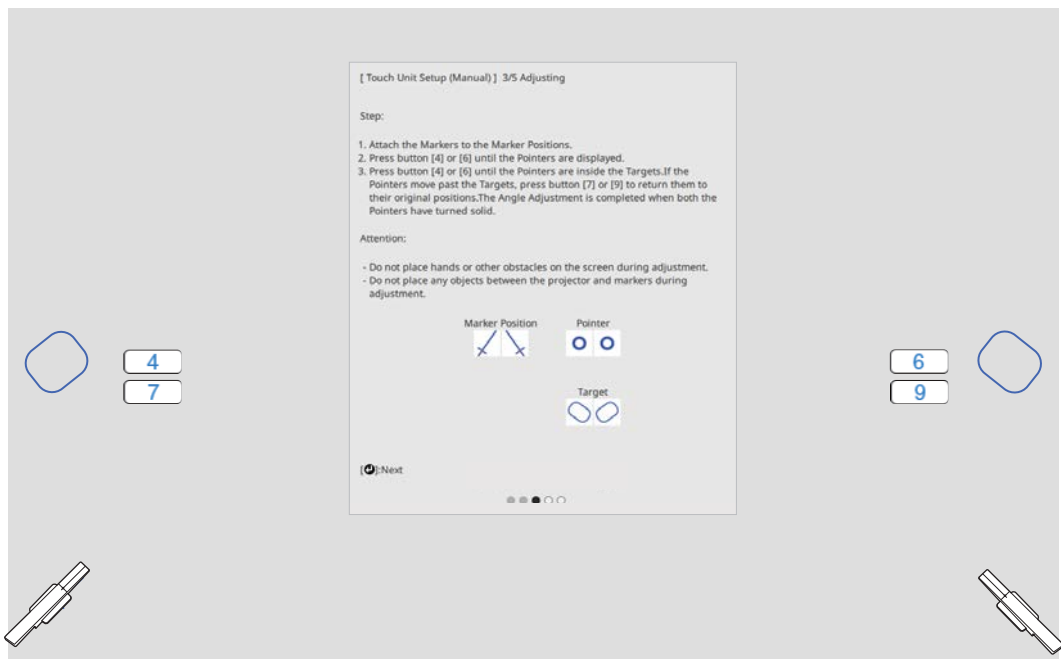 [ Touch Unit Setup (Manual) ]  3/5 Adjusting
Step:
1. Attach the Markers to the Marker Positions.
2. Press button [4] or [6] until the Pointers are displayed.
3. Press button [4] or [6] until the Pointers are inside the Targets.If the
Pointers move past the Targets, press button [7] or [9] to return them to
their original positions.The Angle Adjustment is completed when both the
Pointers have turned solid.
Attention:
- Do not place hands or other obstacles on the screen during adjustment.
- Do not place any objects between the projector and markers during
adjustment.
Marker Position
Pointer
4
6
7
9
Target
[ ]:Next